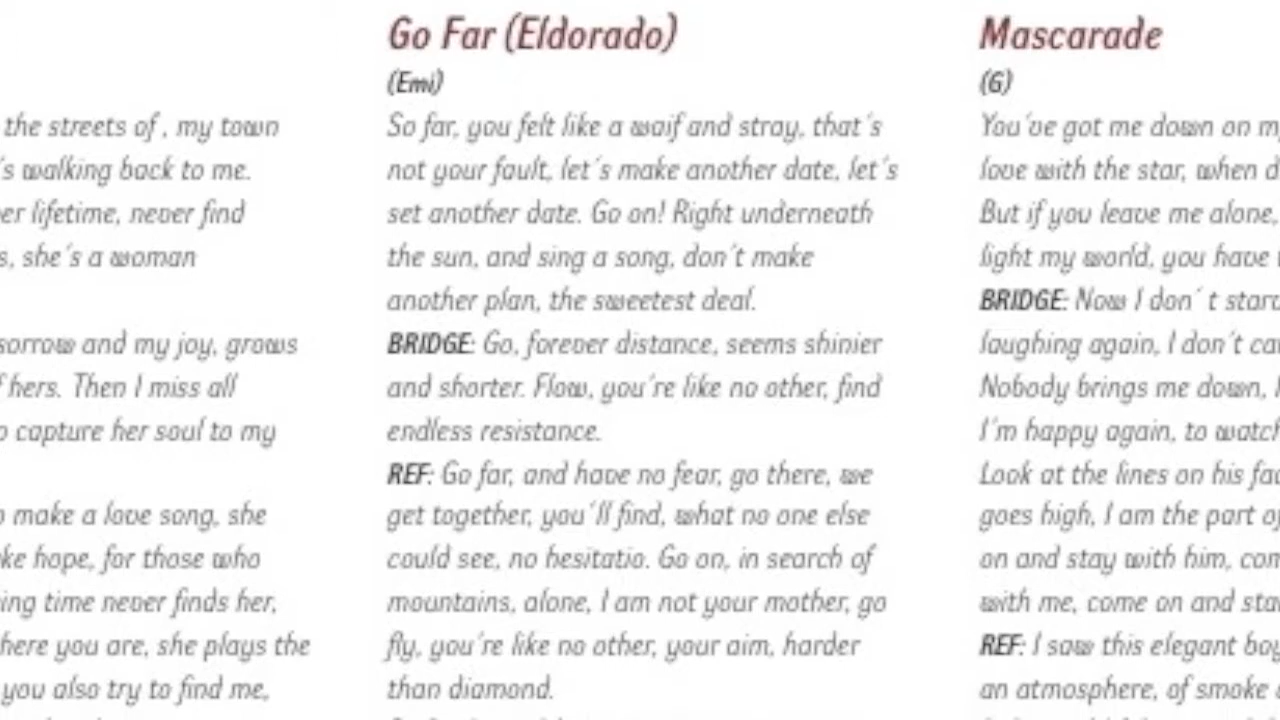 the streets of , my town
's walking back to me.
er lifetime, never find
s, she's a woman
sorrow and my joy, grows
f hers. Then I miss all
o capture her soul to my
o make a love song, she
ke hope, for those who
ing time never finds her,
here you are, she plays the
you also try to find me,
Go Far (Eldorado)
(Emi)
So far, you felt like a waif and stray, that´s
not your fault, let´s make another date, let´s
set another date. Go on! Right underneath
the sun, and sing a song, don´t make
another plan, the sweetest deal.
BRIDGE: Go, forever distance, seems shinier
and shorter. Flow, you´re like no other, find
endless resistance.
REF: Go far, and have no fear, go there, we
get together, you´ll find, what no one else
could see, no hesitatio. Go on, in search of
mountains, alone, I am not your mother, go
fly, you´re like no other, your aim, harder
than diamond.
Mascarade
(G)
You´ve got me down on my
love with the star, when d
But if you leave me alone,
light my world, you have
BRIDGE: Now I don´ t star
laughing again, I don´t ca
Nobody brings me down, I
I´m happy again, to watch
Look at the lines on his fa
goes high, I am the part of
on and stay with him, com
with me, come on and sta
REF: I saw this elegant boy
an atmosphere, of smoke